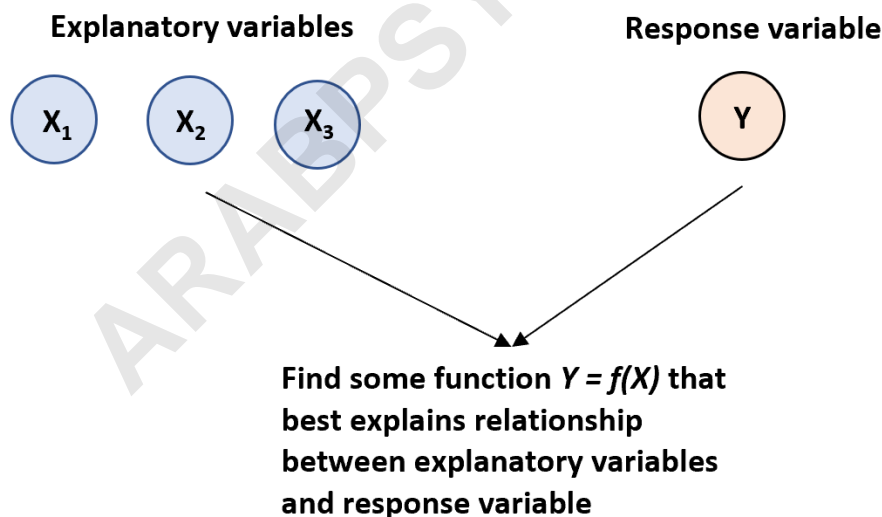 Explanatory variables
Response variable
X1
X2
X3
Y
ARABPSY
Find some function Y = f(X) that
best explains relationship
between explanatory variables
and response variable